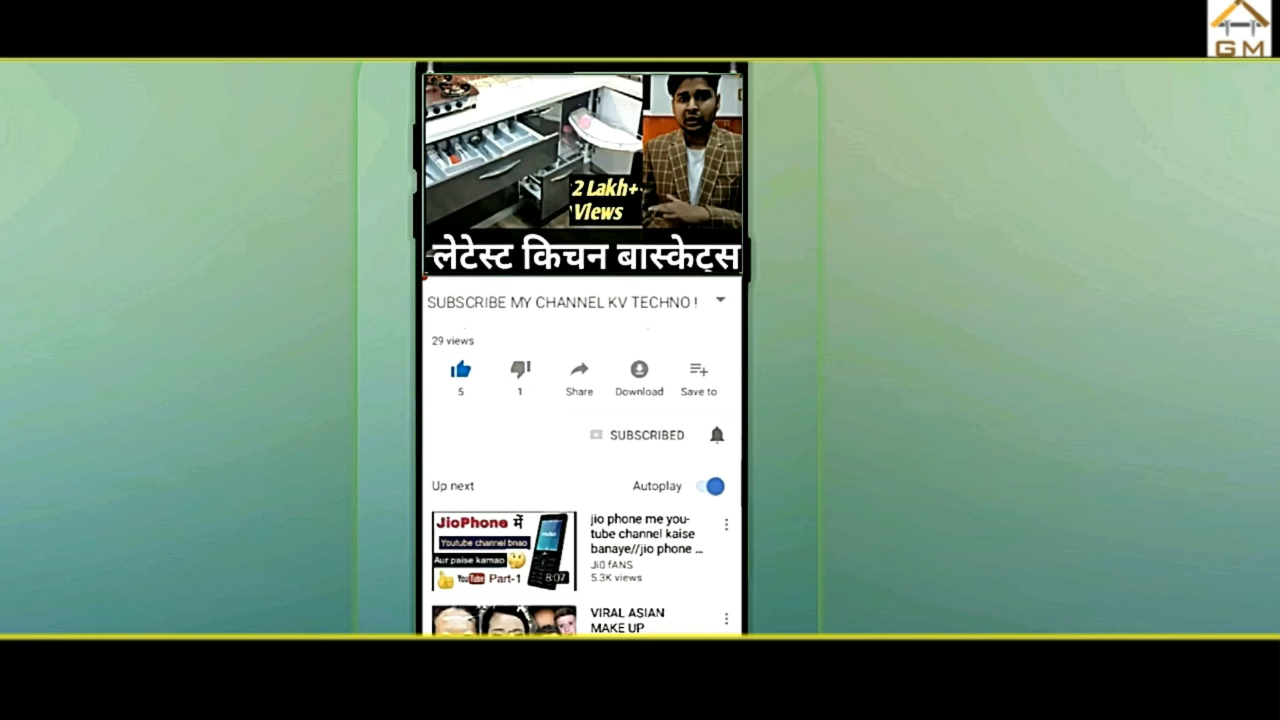 GM
2 Lakh+
Views
लेटेस्ट किचन बास्केट्स
SUBSCRIBE MY CHANNEL KV TECHNO !
29 views
5
1
Share
Download
Save to
SUBSCRIBED
Up next
Autoplay
JioPhone में
Youtube channel bnao
Aur paise kamao
YouTube Part-1
8:07
jio phone me you-
tube channel kaise
banaye//jio phone ...
Ji0 fANS
5.3K views
VIRAL ASIAN
MAKE UP